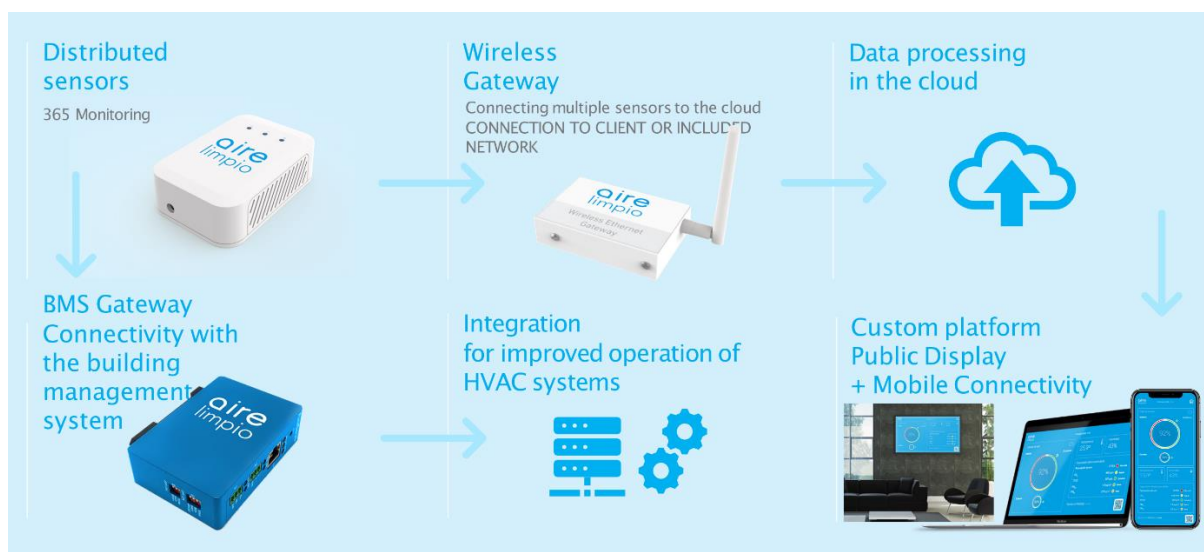 Distributed
sensors
365 Monitoring
aire
limpio
Wireless
Gateway
Connecting multiple sensors to the cloud
CONNECTION TO CLIENT OR INCLUDED
NETWORK
aire
limpio
Wireless Ethernet
Gateway
Data processing
in the cloud
BMS Gateway
Connectivity with
the building
management
system
aire
limpio
Integration
for improved operation of
HVAC systems
Custom platform
Public Display
+ Mobile Connectivity